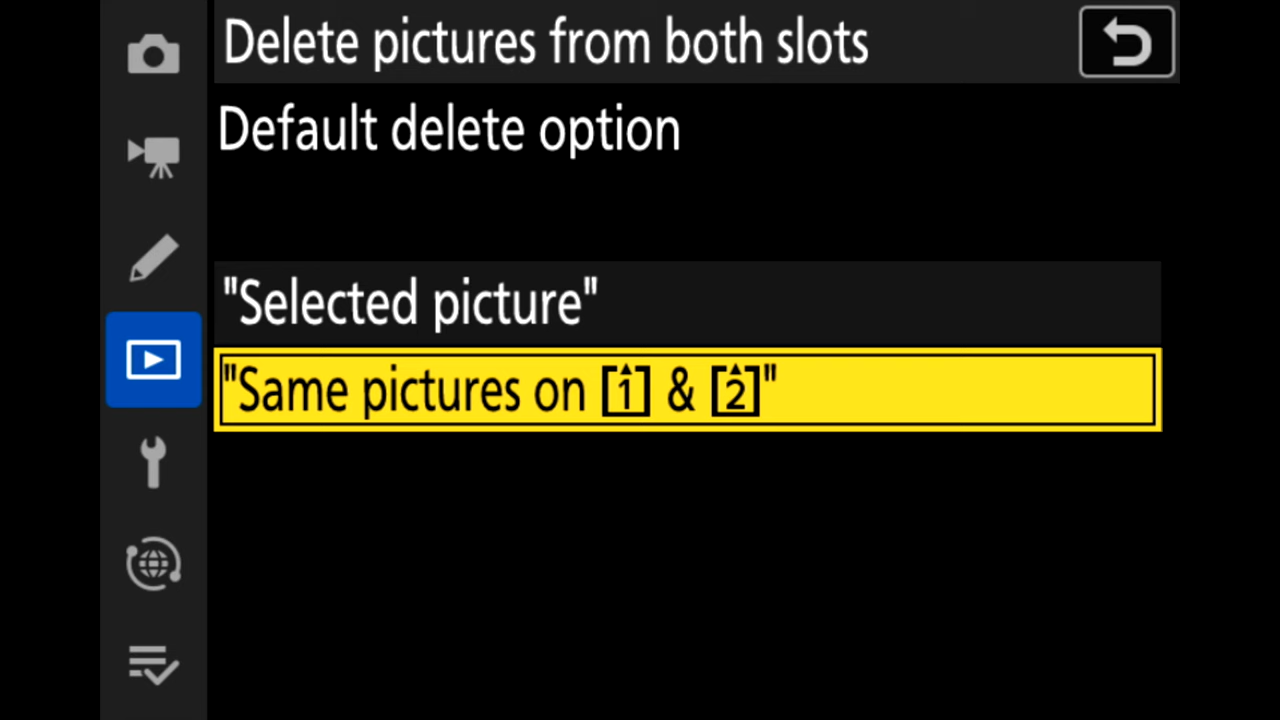 Delete pictures from both slots
Default delete option
"Selected picture"
"Same pictures on [1] & [2]"